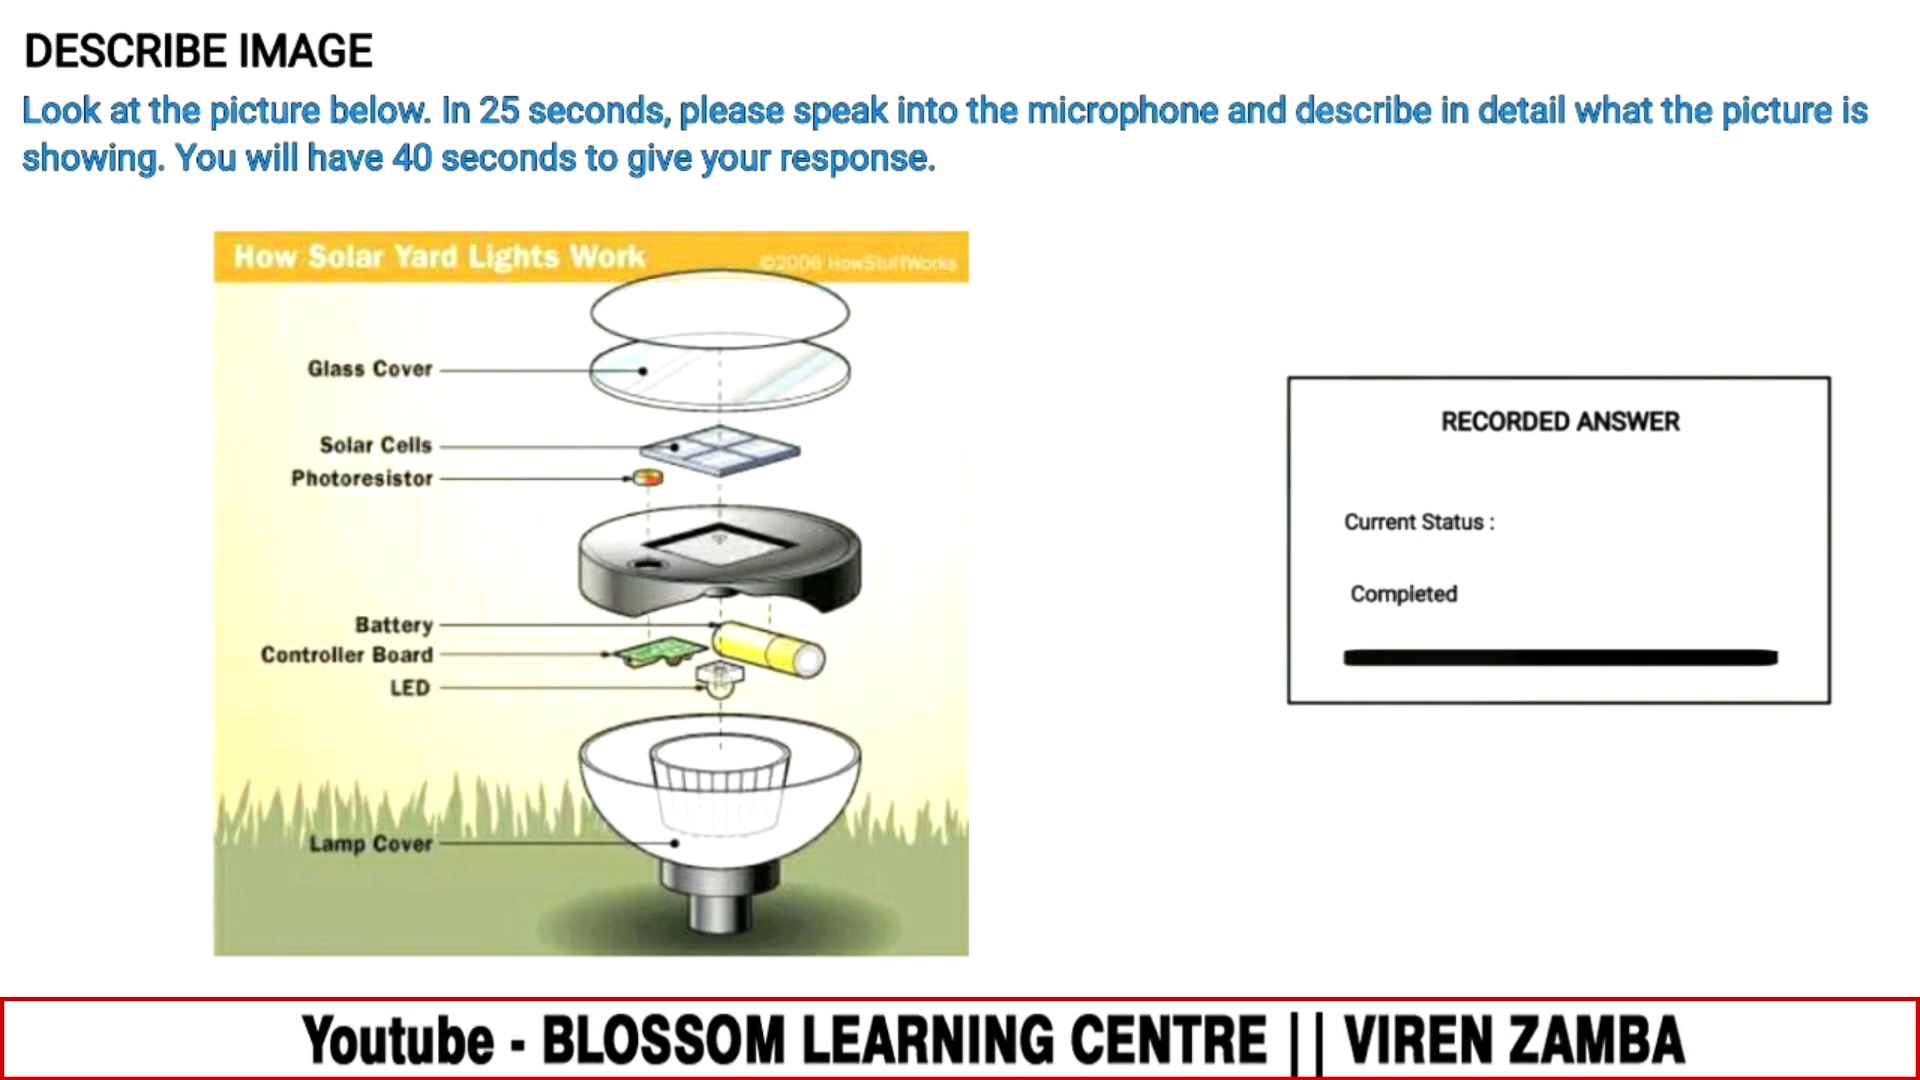 DESCRIBE IMAGE
Look at the picture below. In 25 seconds, please speak into the microphone and describe in detail what the picture is
showing. You will have 40 seconds to give your response.
How Solar Yard Lights Work
©2006 HowStuffWorks
Glass Cover
Solar Cells
Photoresistor
Battery
Controller Board
LED
Lamp Cover
RECORDED ANSWER
Current Status :
Completed
Youtube - BLOSSOM LEARNING CENTRE || VIREN ZAMBA